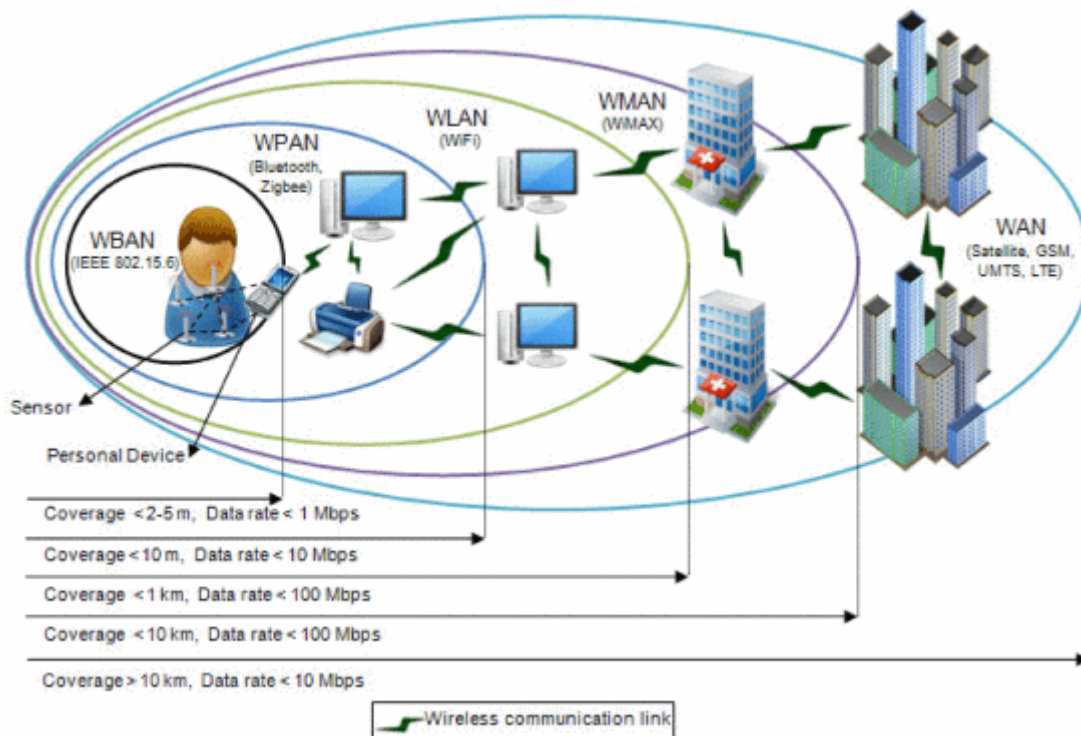 WMAN
(WiMAX)
WLAN
(WiFi)
WPAN
(Bluetooth,
Zigbee)
WBAN
(IEEE 802.15.6)
WAN
(Satellite, GSM,
UMTS, LTE)
Sensor
Personal Device
Coverage <2-5 m, Data rate < 1 Mbps
Coverage <10 m, Data rate < 10 Mbps
Coverage <1 km, Data rate < 100 Mbps
Coverage <10 km, Data rate < 100 Mbps
Coverage > 10 km, Data rate < 10 Mbps
Wireless communication link